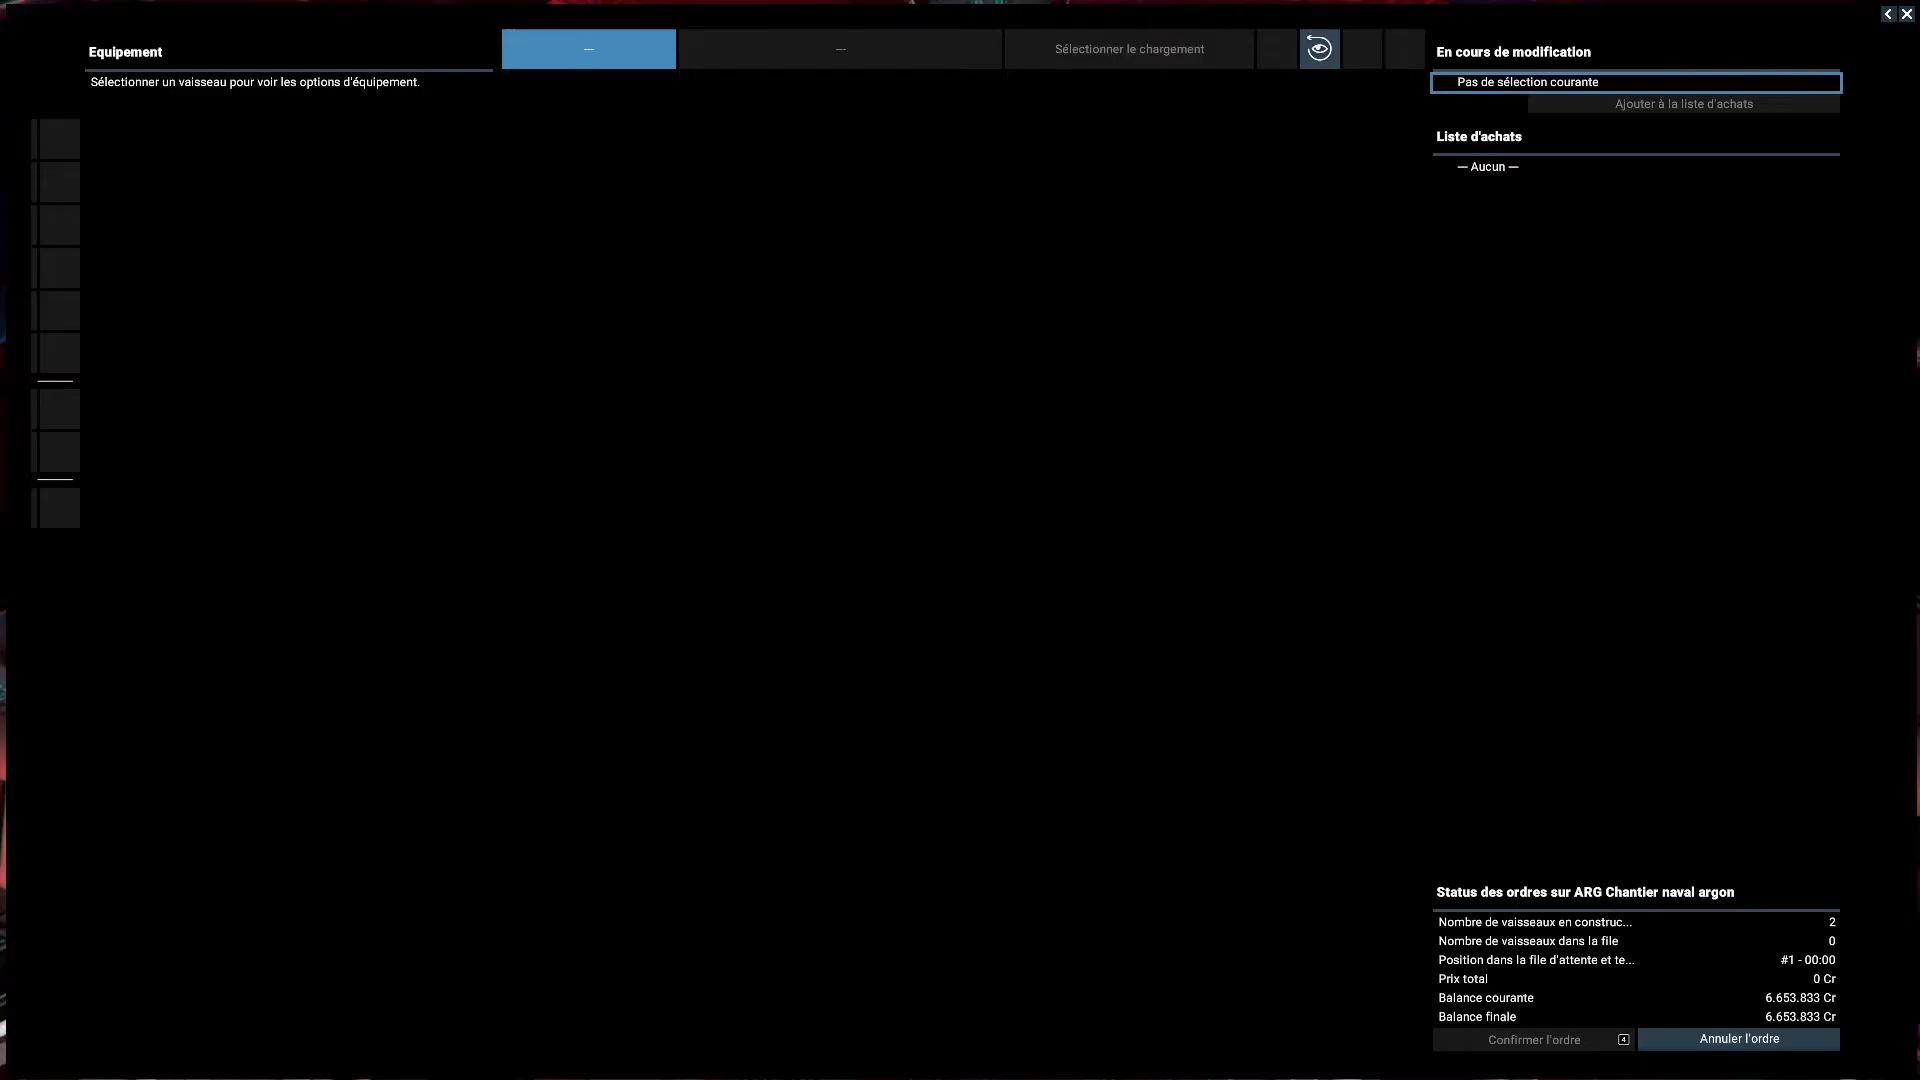 Equipement
Sélectionner un vaisseau pour voir les options d'équipement.
---
---
Sélectionner le chargement
En cours de modification
Pas de sélection courante
Ajouter à la liste d'achats
Liste d'achats
— Aucun —
Status des ordres sur ARG Chantier naval argon
Nombre de vaisseaux en construc... 2
Nombre de vaisseaux dans la file 0
Position dans la file d'attente et te... #1 - 00:00
Prix total 0 Cr
Balance courante 6.653.833 Cr
Balance finale 6.653.833 Cr
Confirmer l'ordre 4
Annuler l'ordre